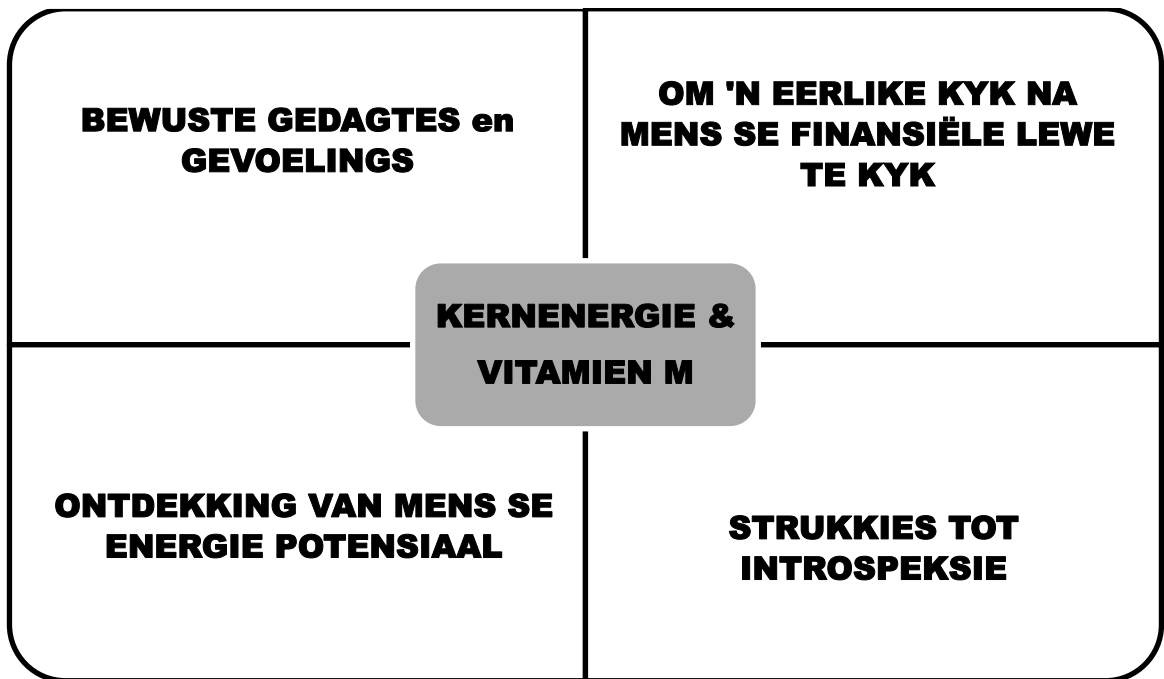 BEWUSTE GEDAGTES en
GEVOELINGS
OM 'N EERLIKE KYK NA
MENS SE FINANSIËLE LEWE
TE KYK
KERNENERGIE &
VITAMIEN M
ONTDEKKING VAN MENS SE
ENERGIE POTENSIAAL
STRUKKIES TOT
INTROSPEKSIE